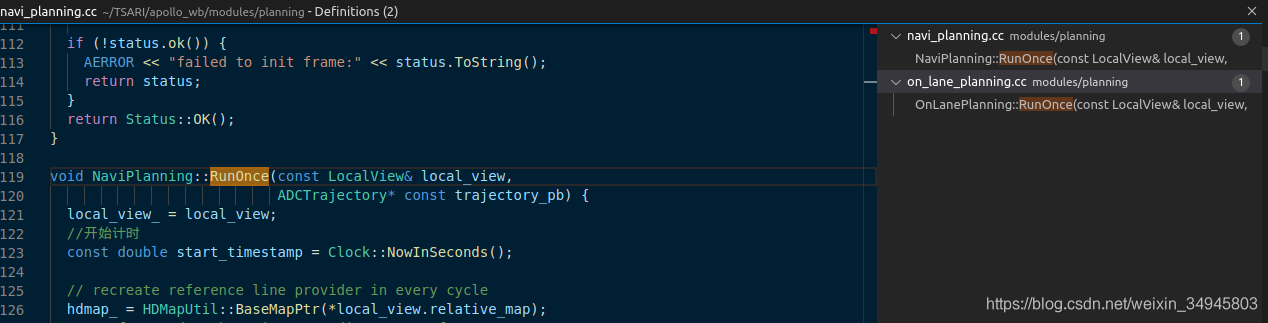 navi_planning.cc ~/TSARI/apollo_wb/modules/planning - Definitions (2)
111
112 if (!status.ok()) {
113 AERROR << "failed to init frame:" << status.ToString();
114 return status;
115 }
116 return Status::OK();
117 }
118
119 void NaviPlanning::RunOnce(const LocalView& local_view,
120 ADCTrajectory* const trajectory_pb) {
121 local_view_ = local_view;
122 //开始计时
123 const double start_timestamp = Clock::NowInSeconds();
124
125 // recreate reference line provider in every cycle
126 hdmap_ = HDMapUtil::BaseMapPtr(*local_view.relative_map);
navi_planning.cc modules/planning 1
NaviPlanning::RunOnce(const LocalView& local_view,
on_lane_planning.cc modules/planning 1
OnLanePlanning::RunOnce(const LocalView& local_view,
https://blog.csdn.net/weixin_34945803